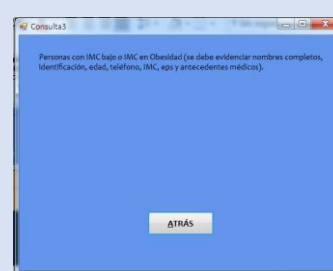 Consulta3
Personas con IMC bajo o IMC en Obesidad (se debe evidenciar nombres completos,
identificación, edad, teléfono, IMC, eps y antecedentes médicos).
ATRÁS